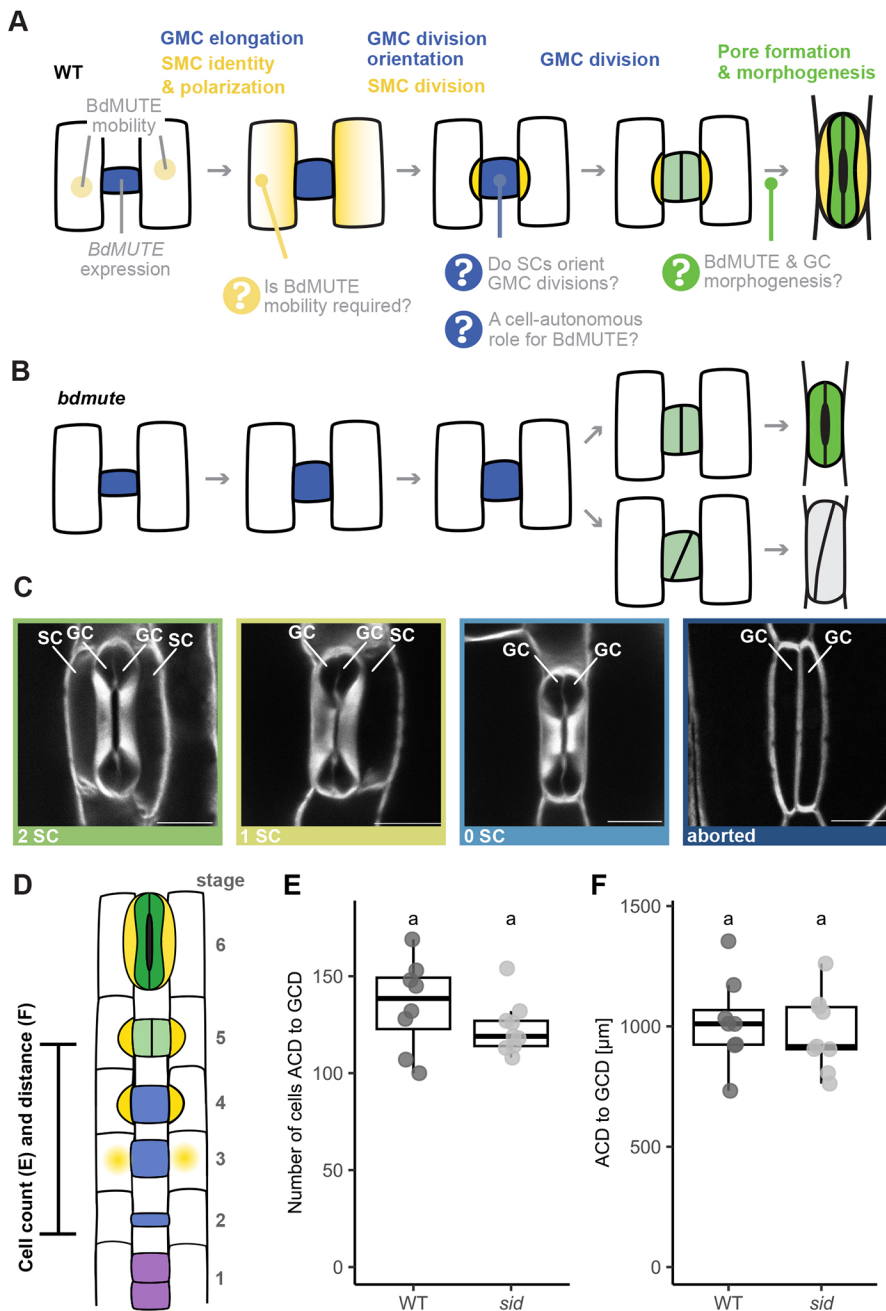 A
WT
GMC elongation
SMC identity
& polarization
GMC division
orientation
SMC division
GMC division
Pore formation
& morphogenesis
BdMUTE
mobility
BdMUTE
expression
?
Is BdMUTE
mobility required?
?
Do SCs orient
GMC divisions?
?
A cell-autonomous
role for BdMUTE?
?
BdMUTE & GC
morphogenesis?
B
bdmute
C
SC GC GC SC
2 SC
GC GC SC
1 SC
GC GC
0 SC
GC GC
aborted
D
stage
6
5
4
3
2
1
Cell count (E) and distance (F)
E
Number of cells ACD to GCD
150
100
50
0
a
a
WT
sid
F
ACD to GCD [µm]
1500
1000
500
0
a
a
WT
sid